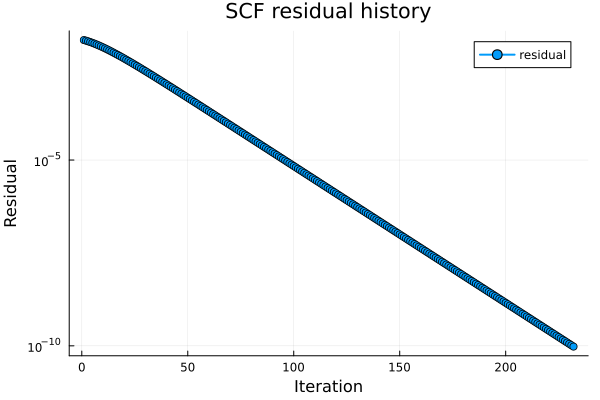 SCF residual history
residual
Residual
10⁻⁵
10⁻¹⁰
0 50 100 150 200
Iteration